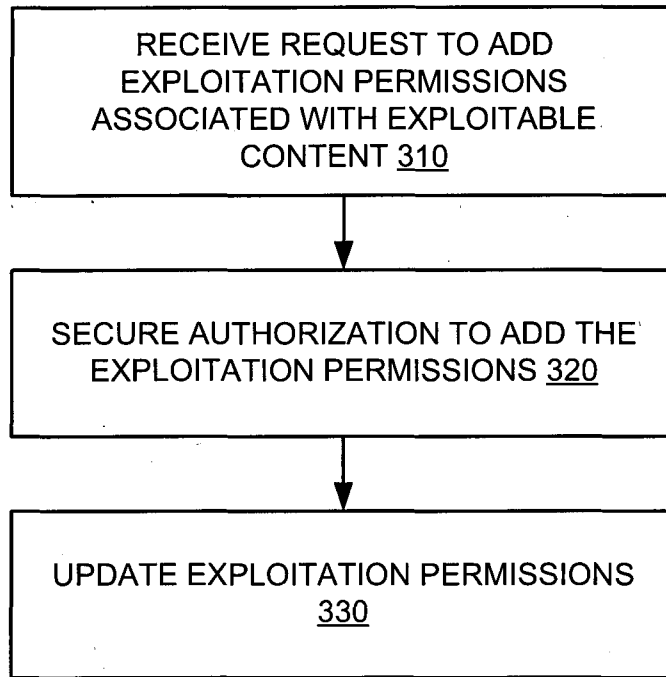 RECEIVE REQUEST TO ADD
EXPLOITATION PERMISSIONS
ASSOCIATED WITH EXPLOITABLE
CONTENT 310
SECURE AUTHORIZATION TO ADD THE
EXPLOITATION PERMISSIONS 320
UPDATE EXPLOITATION PERMISSIONS
330